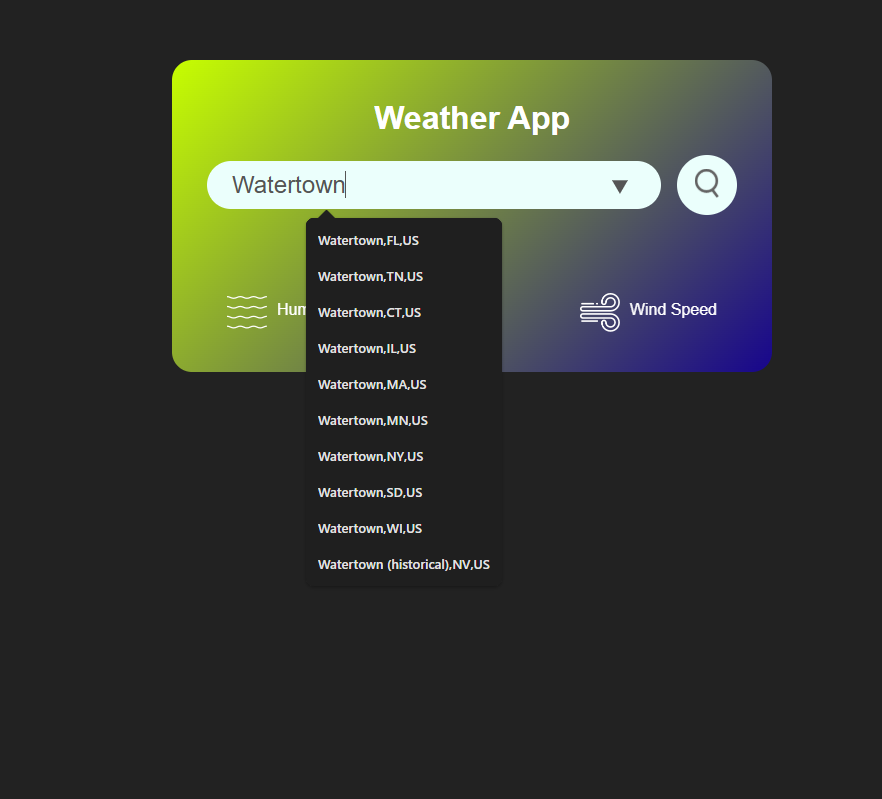 Weather App
Watertown
Watertown,FL,US
Watertown,TN,US
Watertown,CT,US
Watertown,IL,US
Watertown,MA,US
Watertown,MN,US
Watertown,NY,US
Watertown,SD,US
Watertown,WI,US
Watertown (historical),NV,US
Hum
Wind Speed